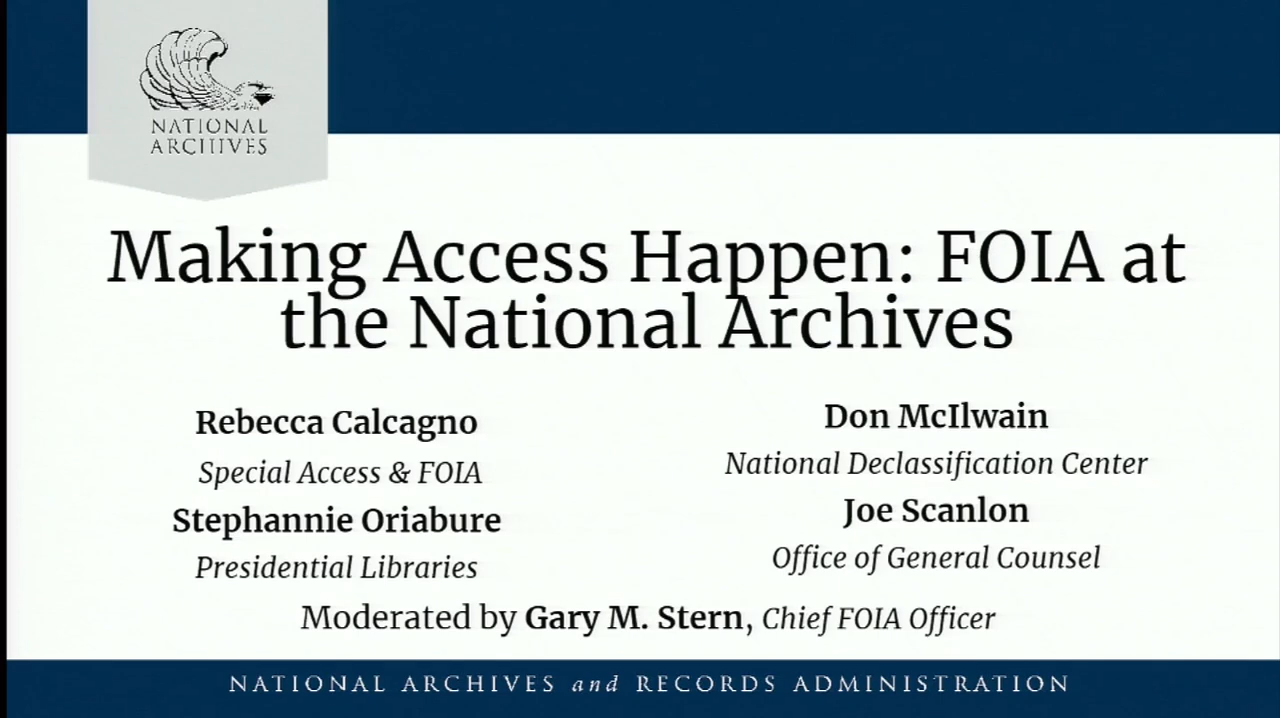 NATIONAL
ARCHIVES
Making Access Happen: FOIA at
the National Archives
Rebecca Calcagno
Special Access & FOIA
Stephannie Oriabure
Presidential Libraries
Don McIlwain
National Declassification Center
Joe Scanlon
Office of General Counsel
Moderated by Gary M. Stern, Chief FOIA Officer
NATIONAL ARCHIVES and RECORDS ADMINISTRATION